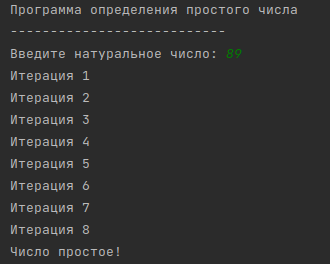 Программа определения простого числа
---------------------------
Введите натуральное число: 89
Итерация 1
Итерация 2
Итерация 3
Итерация 4
Итерация 5
Итерация 6
Итерация 7
Итерация 8
Число простое!